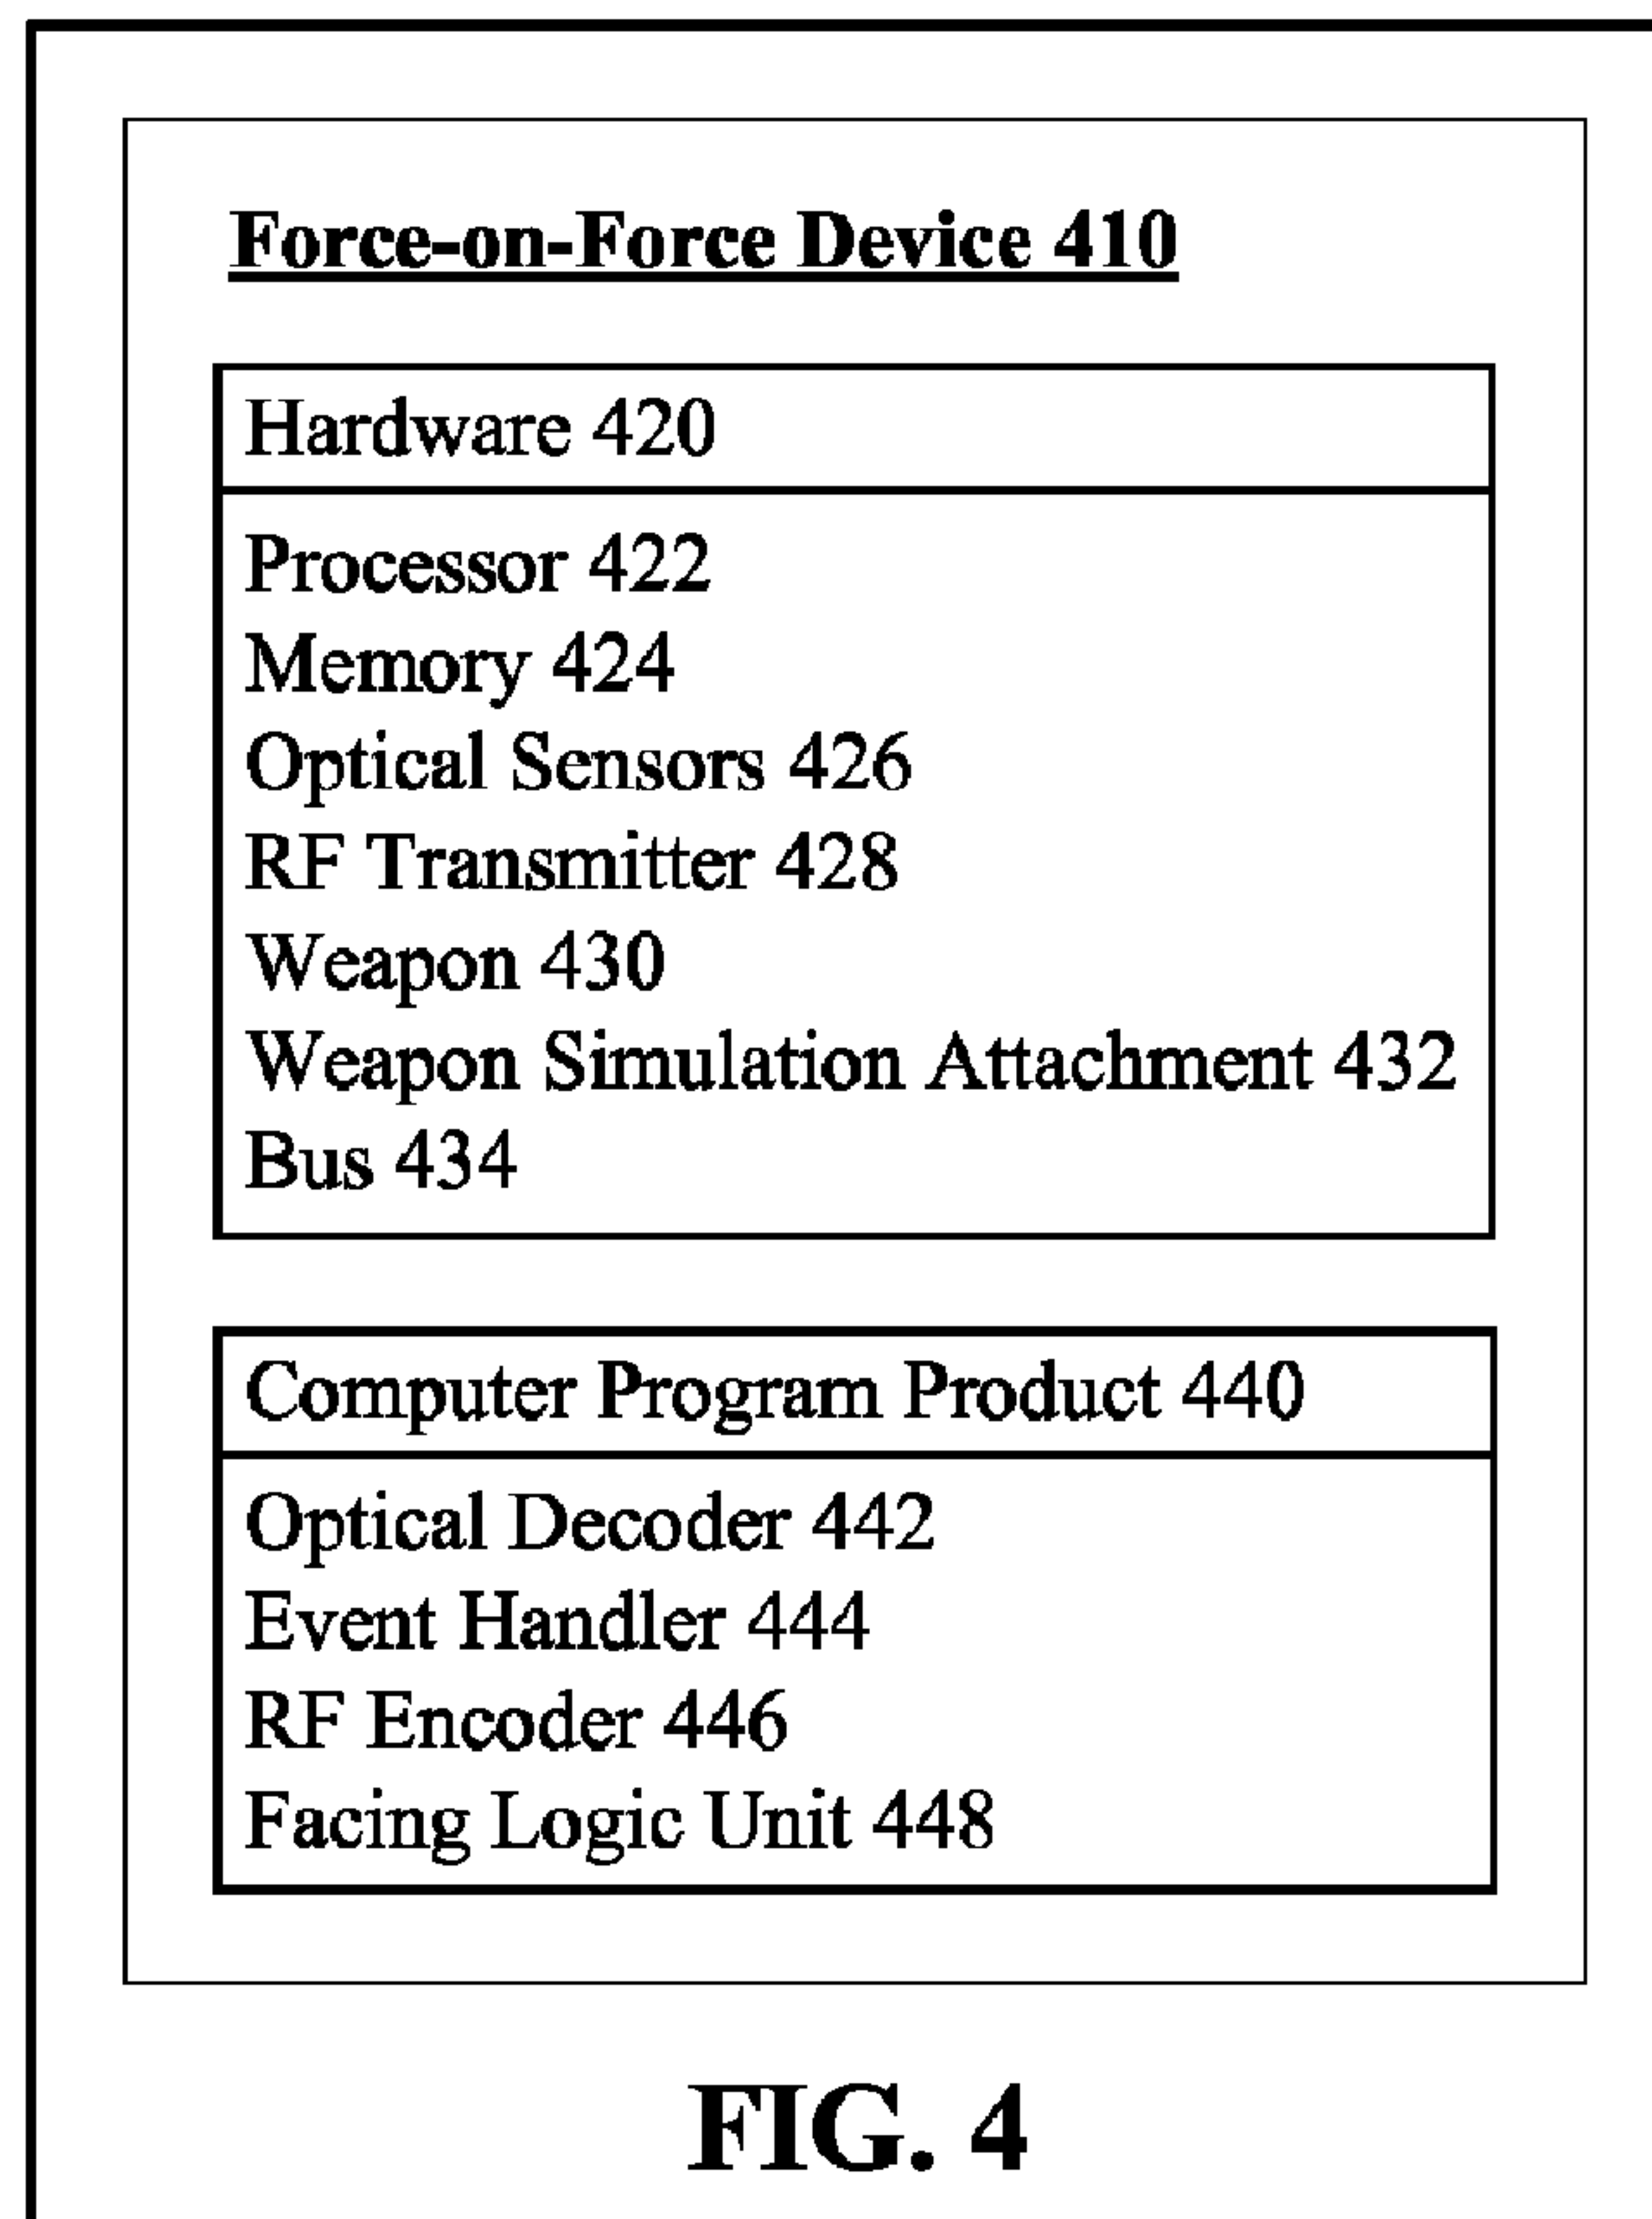 Force-on-Force Device 410
Hardware 420
Processor 422
Memory 424
Optical Sensors 426
RF Transmitter 428
Weapon 430
Weapon Simulation Attachment 432
Bus 434
Computer Program Product 440
Optical Decoder 442
Event Handler 444
RF Encoder 446
Facing Logic Unit 448
FIG. 4